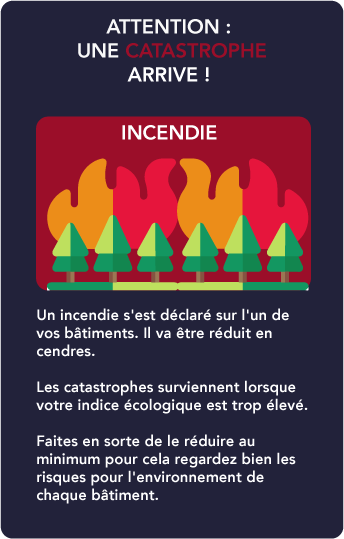 ATTENTION :
UNE CATASTROPHE
ARRIVE !
INCENDIE
Un incendie s'est déclaré sur l'un de
vos bâtiments. Il va être réduit en
cendres.
Les catastrophes surviennent lorsque
votre indice écologique est trop élevé.
Faites en sorte de le réduire au
minimum pour cela regardez bien les
risques pour l'environnement de
chaque bâtiment.